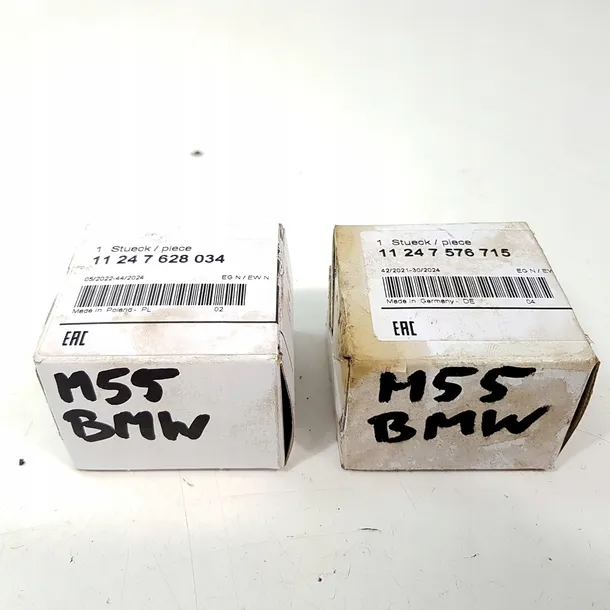 1 Stueck / piece
11 24 7 628 034
05/2022-44/2024 EG N / EW N
Made in Poland - PL 02
EAC
M55
BMW
1 Stueck / piece
11 24 7 576 715
42/2021-30/2024 EG N / EW
Made in Germany - DE 04
EAC
M55
BMW